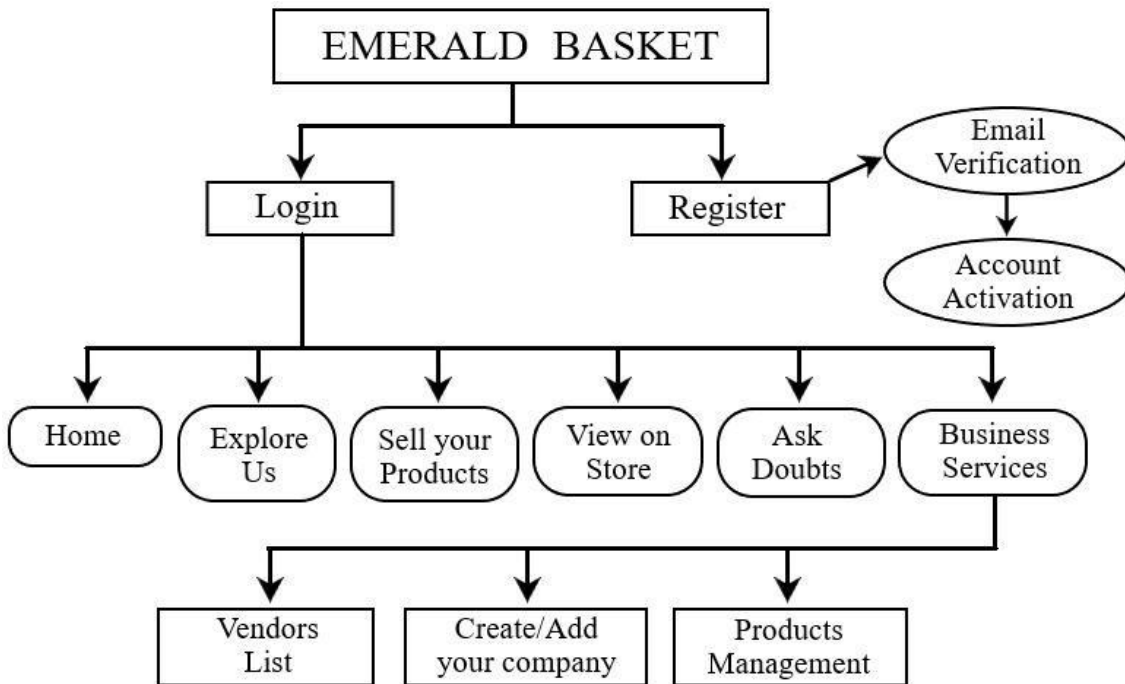 EMERALD BASKET
Login
Register
Email
Verification
Account
Activation
Home
Explore
Us
Sell your
Products
View on
Store
Ask
Doubts
Business
Services
Vendors
List
Create/Add
your company
Products
Management